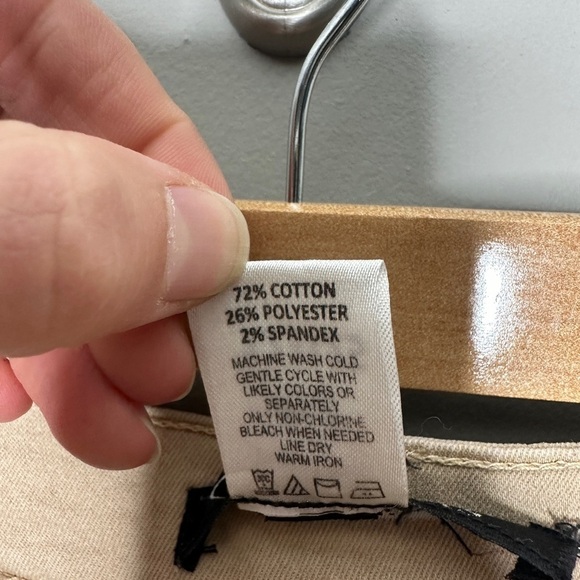 72% COTTON
26% POLYESTER
2% SPANDEX
MACHINE WASH COLD
GENTLE CYCLE WITH
LIKELY COLORS OR
SEPARATELY
ONLY NON-CHLORINE
BLEACH WHEN NEEDED
LINE DRY
WARM IRON